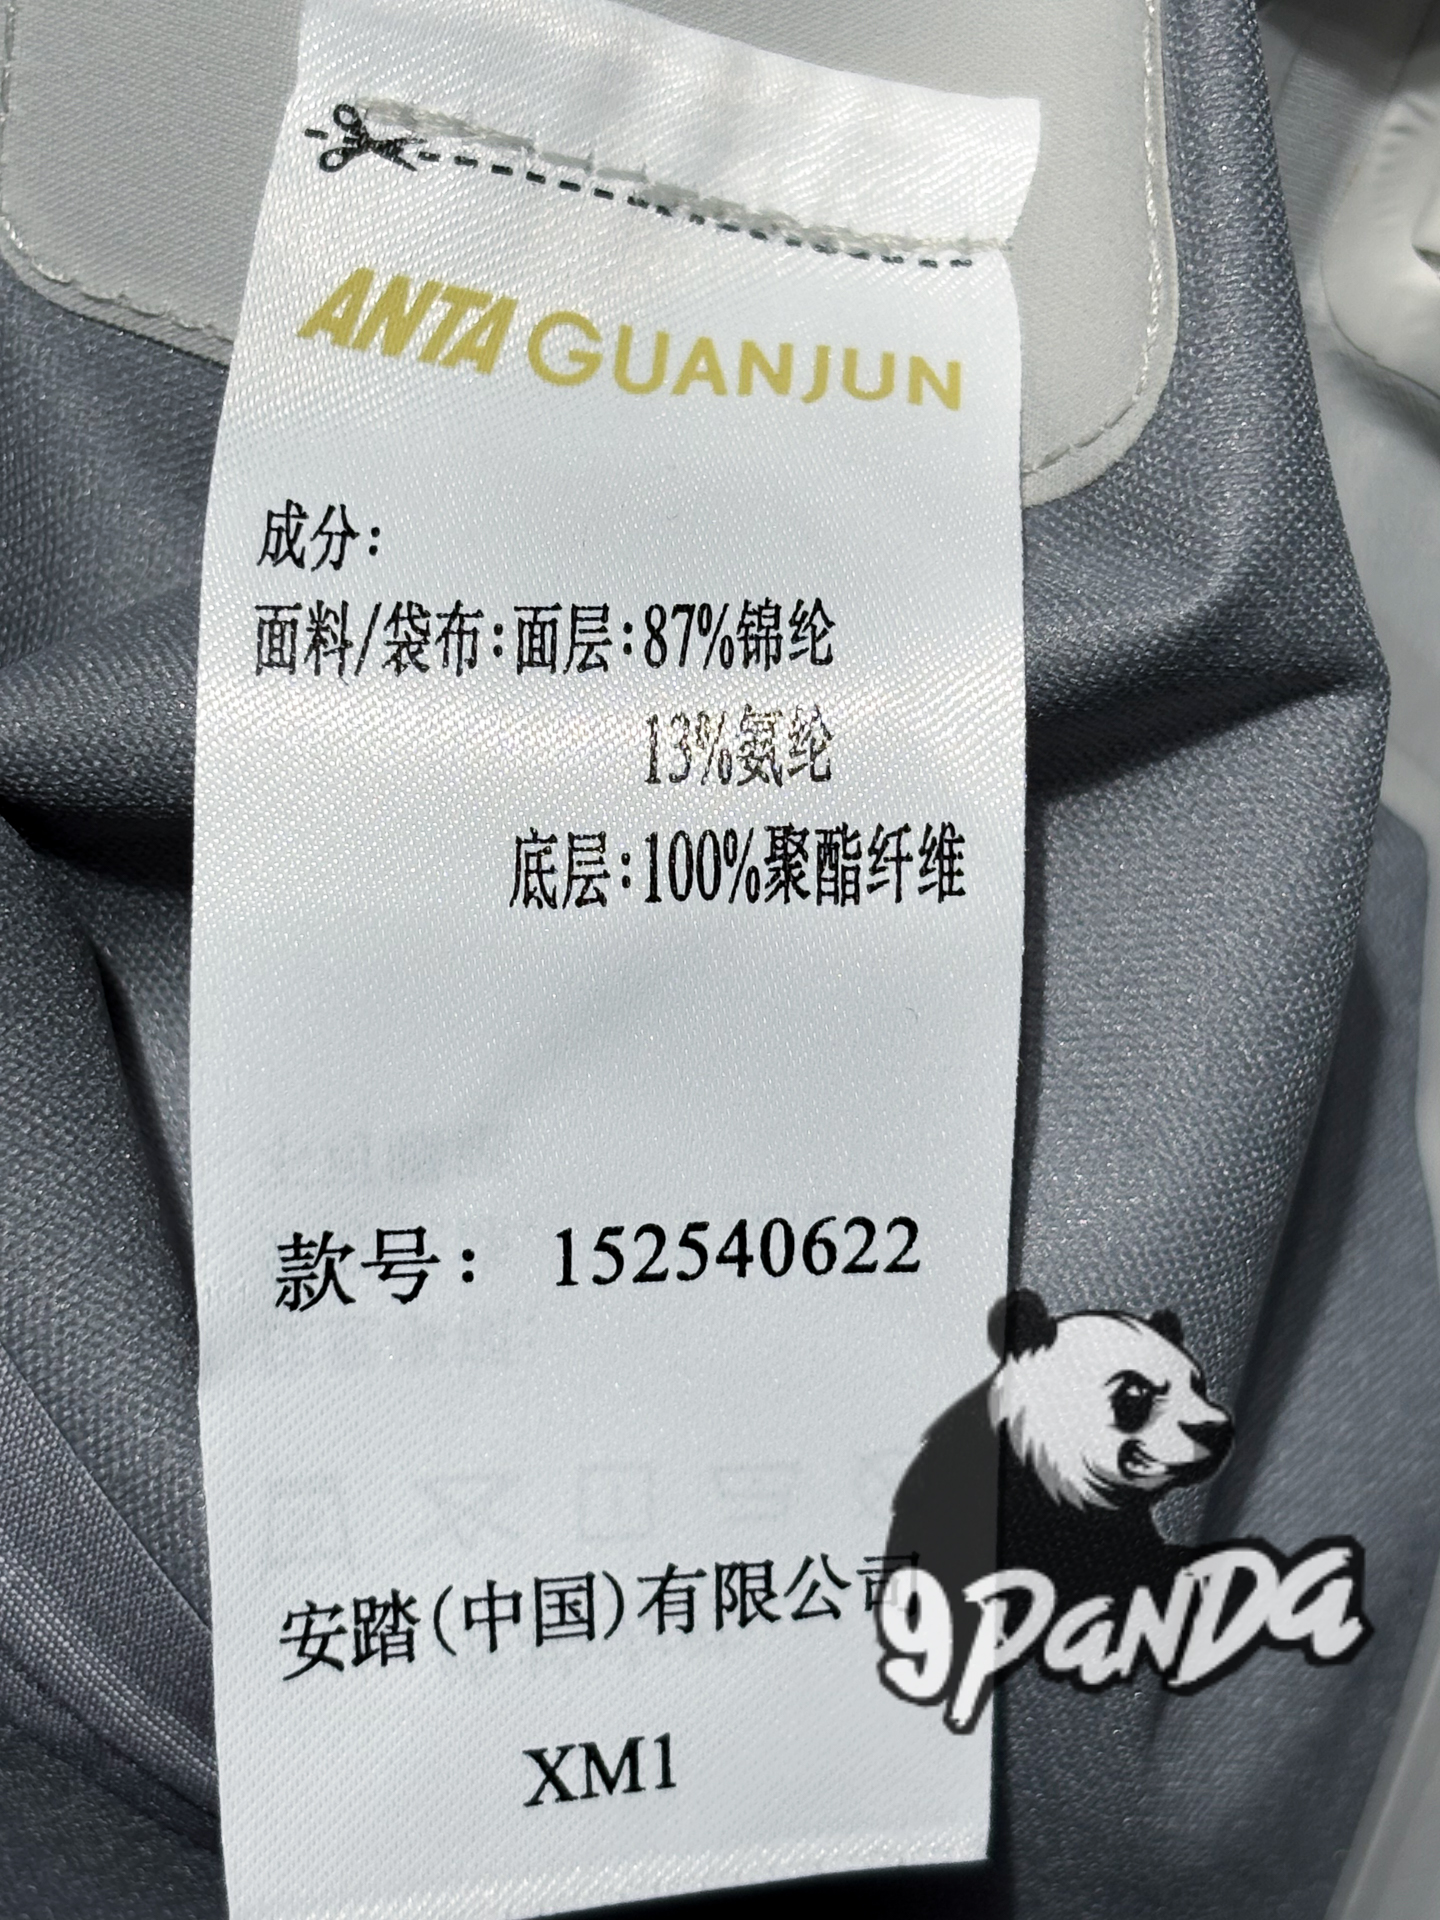 ANTA GUANJUN
成分:
面料/袋布:面层:87%锦纶
13%氨纶
底层:100%聚酯纤维
款号: 152540622
安踏(中国)有限公司
XM1
9PANDA